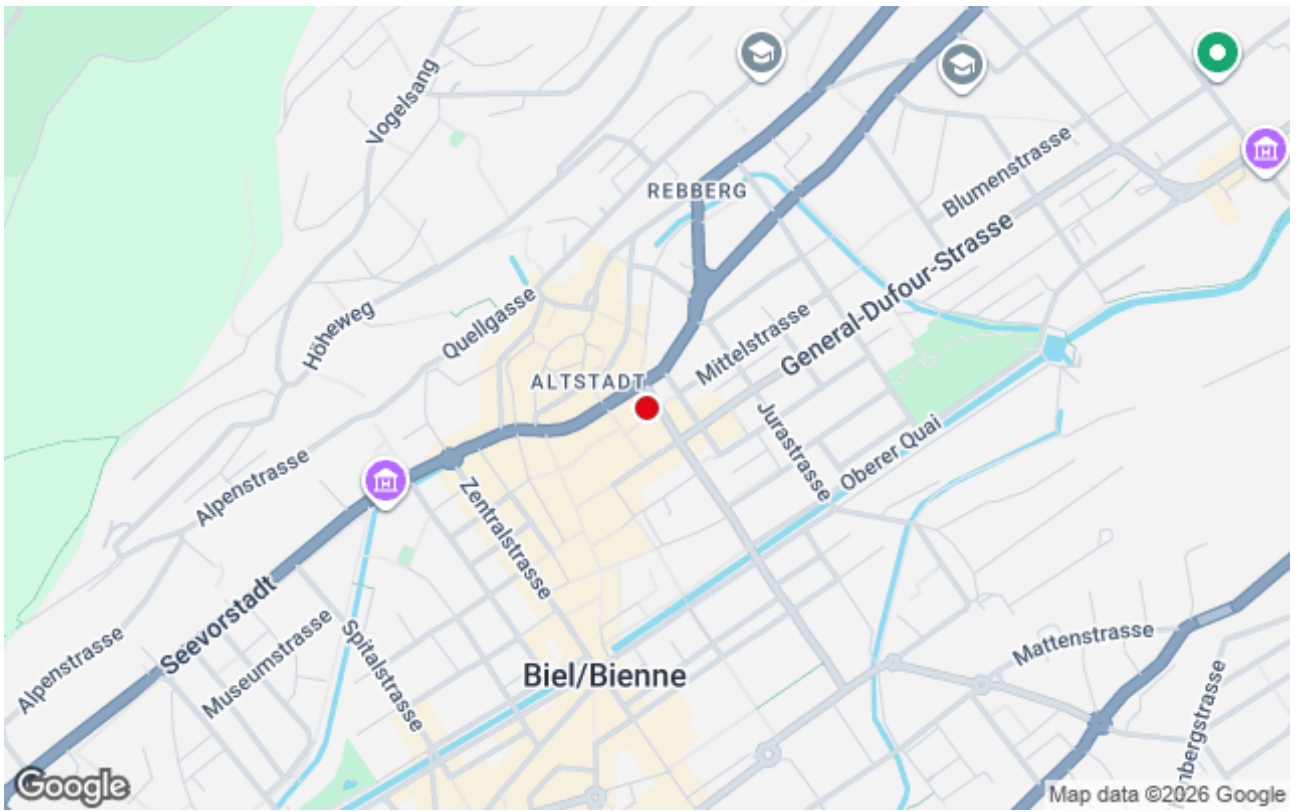 Vogelsang
REBBERG
Blumenstrasse
General-Dufour-Strasse
Höheweg
Quellgasse
Mittelstrasse
ALTSTADT
Jurastrasse
Oberer Quai
Alpenstrasse
Zentralstrasse
Seevorstadt
Museumstrasse
Spitalstrasse
Alpenstrasse
Mattenstrasse
Biel/Bienne
nbergstrasse
Google
Map data ©2026 Google